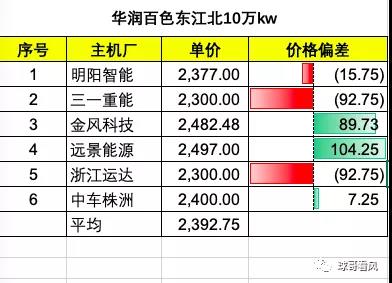 华润百色东江北10万kw
序号 主机厂 单价 价格偏差
1 明阳智能 2,377.00 (15.75)
2 三一重能 2,300.00 (92.75)
3 金风科技 2,482.48 89.73
4 远景能源 2,497.00 104.25
5 浙江运达 2,300.00 (92.75)
6 中车株洲 2,400.00 7.25
平均 2,392.75
球哥看风